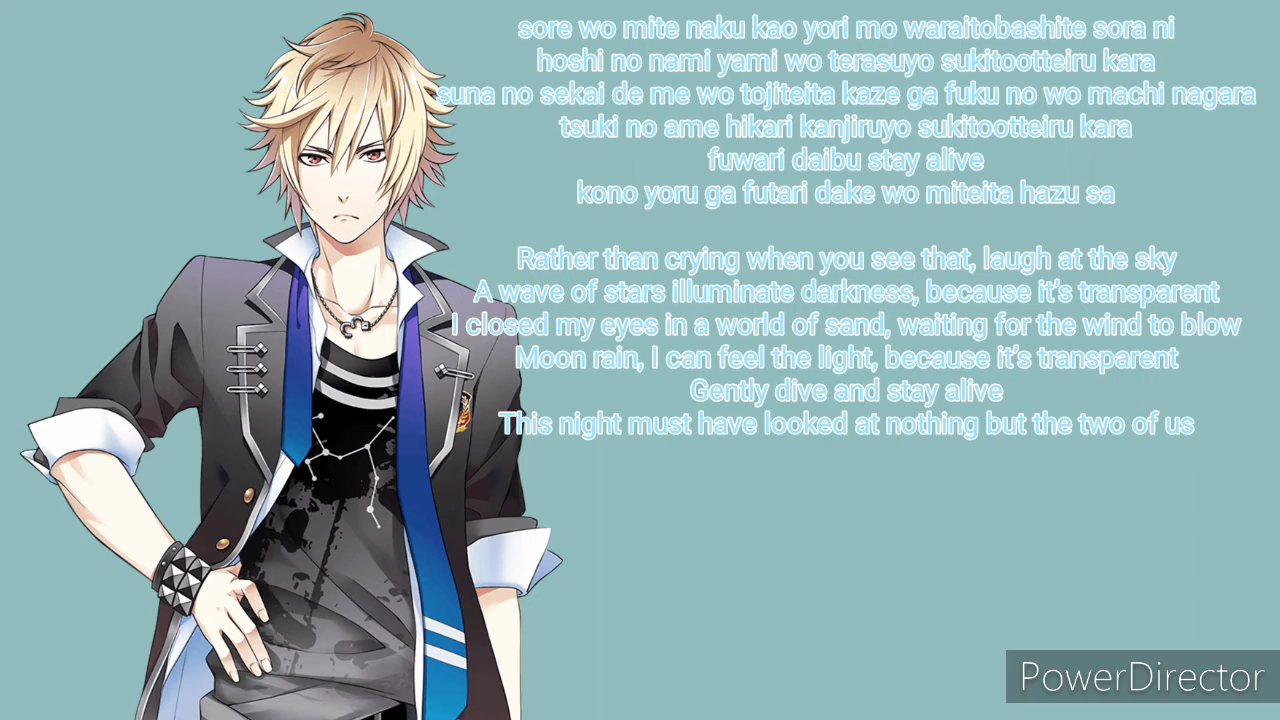 sore wo mite naku kao yori mo waraitobashite sora ni
hoshi no nami yami wo terasuyo sukitootteiru kara
suna no sekai de me wo tojiteita kaze ga fuku no wo machi nagara
tsuki no ame hikari kanjiruyo sukitootteiru kara
fuwari daibu stay alive
kono yoru ga futari dake wo miteita hazu sa
Rather than crying when you see that, laugh at the sky
A wave of stars illuminate darkness, because it’s transparent
I closed my eyes in a world of sand, waiting for the wind to blow
Moon rain, I can feel the light, because it’s transparent
Gently dive and stay alive
This night must have looked at nothing but the two of us
PowerDirector